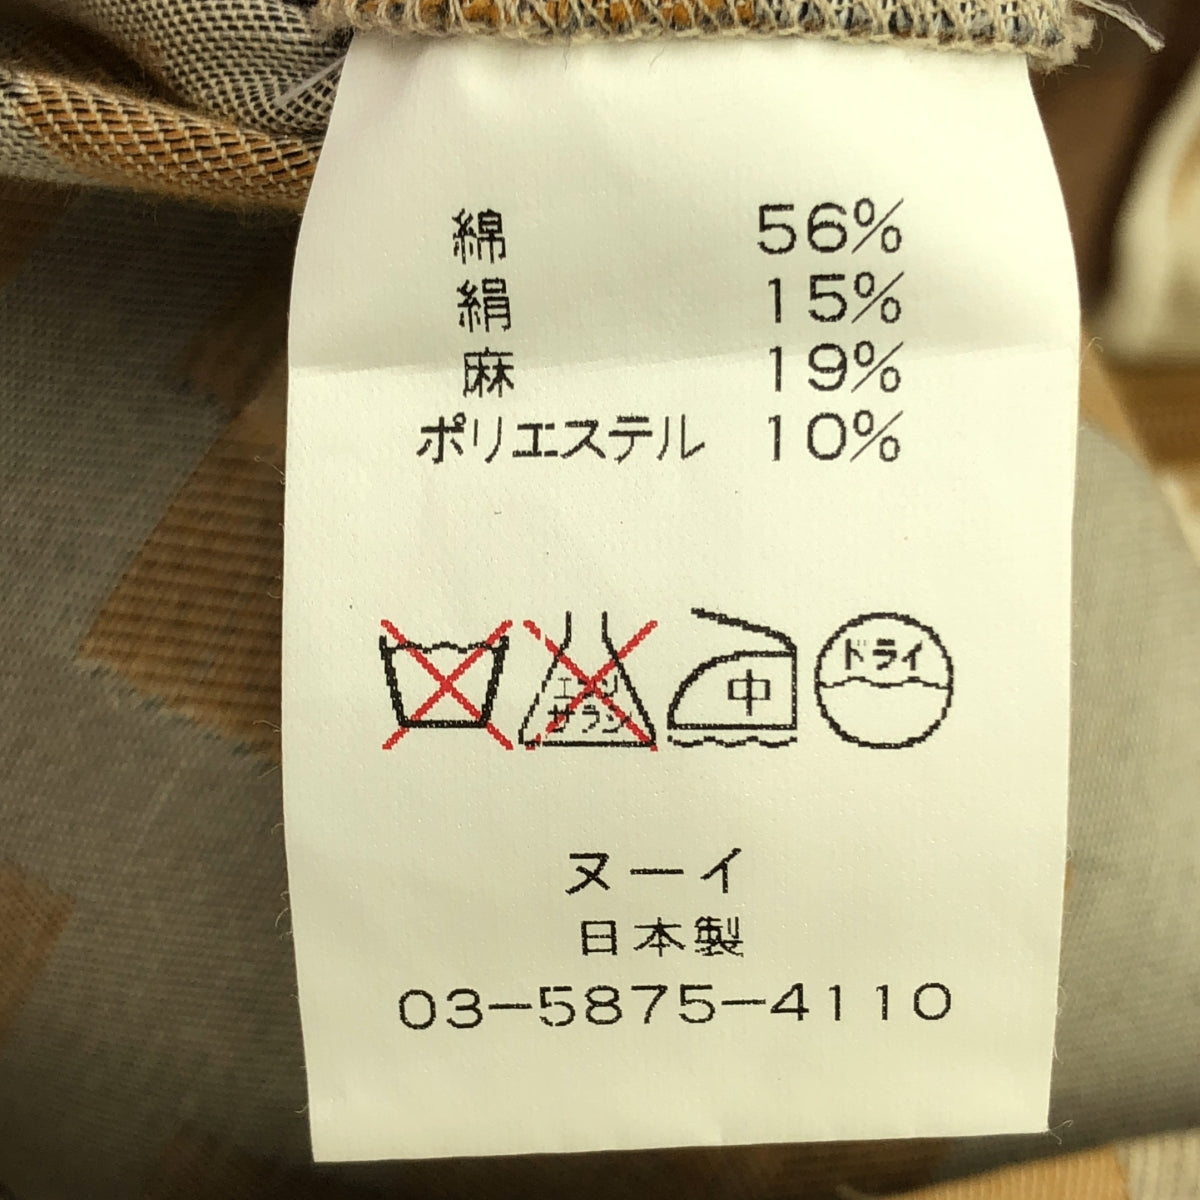 綿 56%
絹 15%
麻 19%
ポリエステル 10%
エンソ 中 ドライ
サラシ
ヌーイ
日本製
03-5875-4110